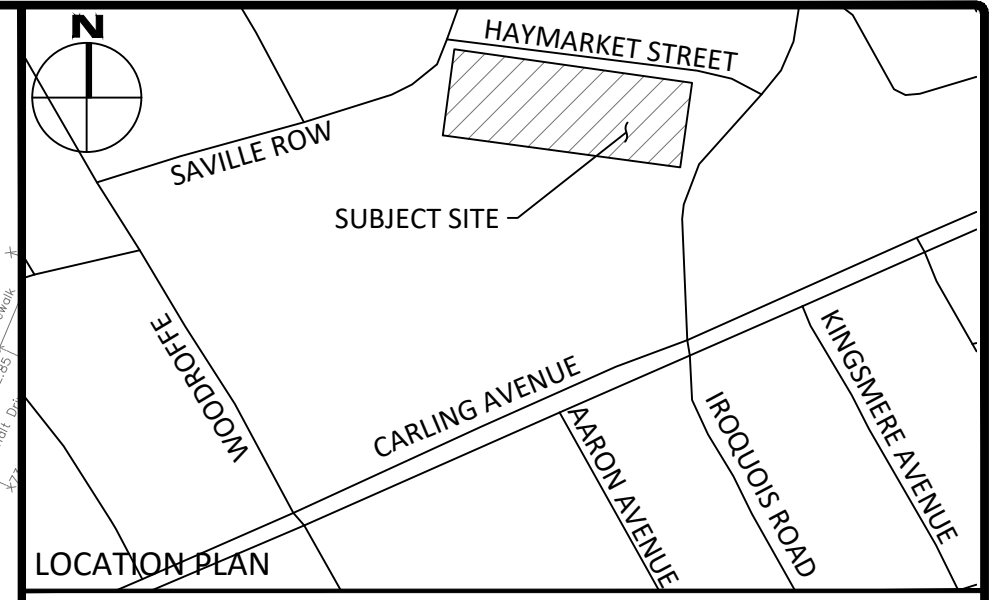 N
HAYMARKET STREET
SAVILLE ROW
SUBJECT SITE
WOODROFFE
CARLING AVENUE
KINGSMERE AVENUE
IROQUOIS ROAD
AARON AVENUE
LOCATION PLAN